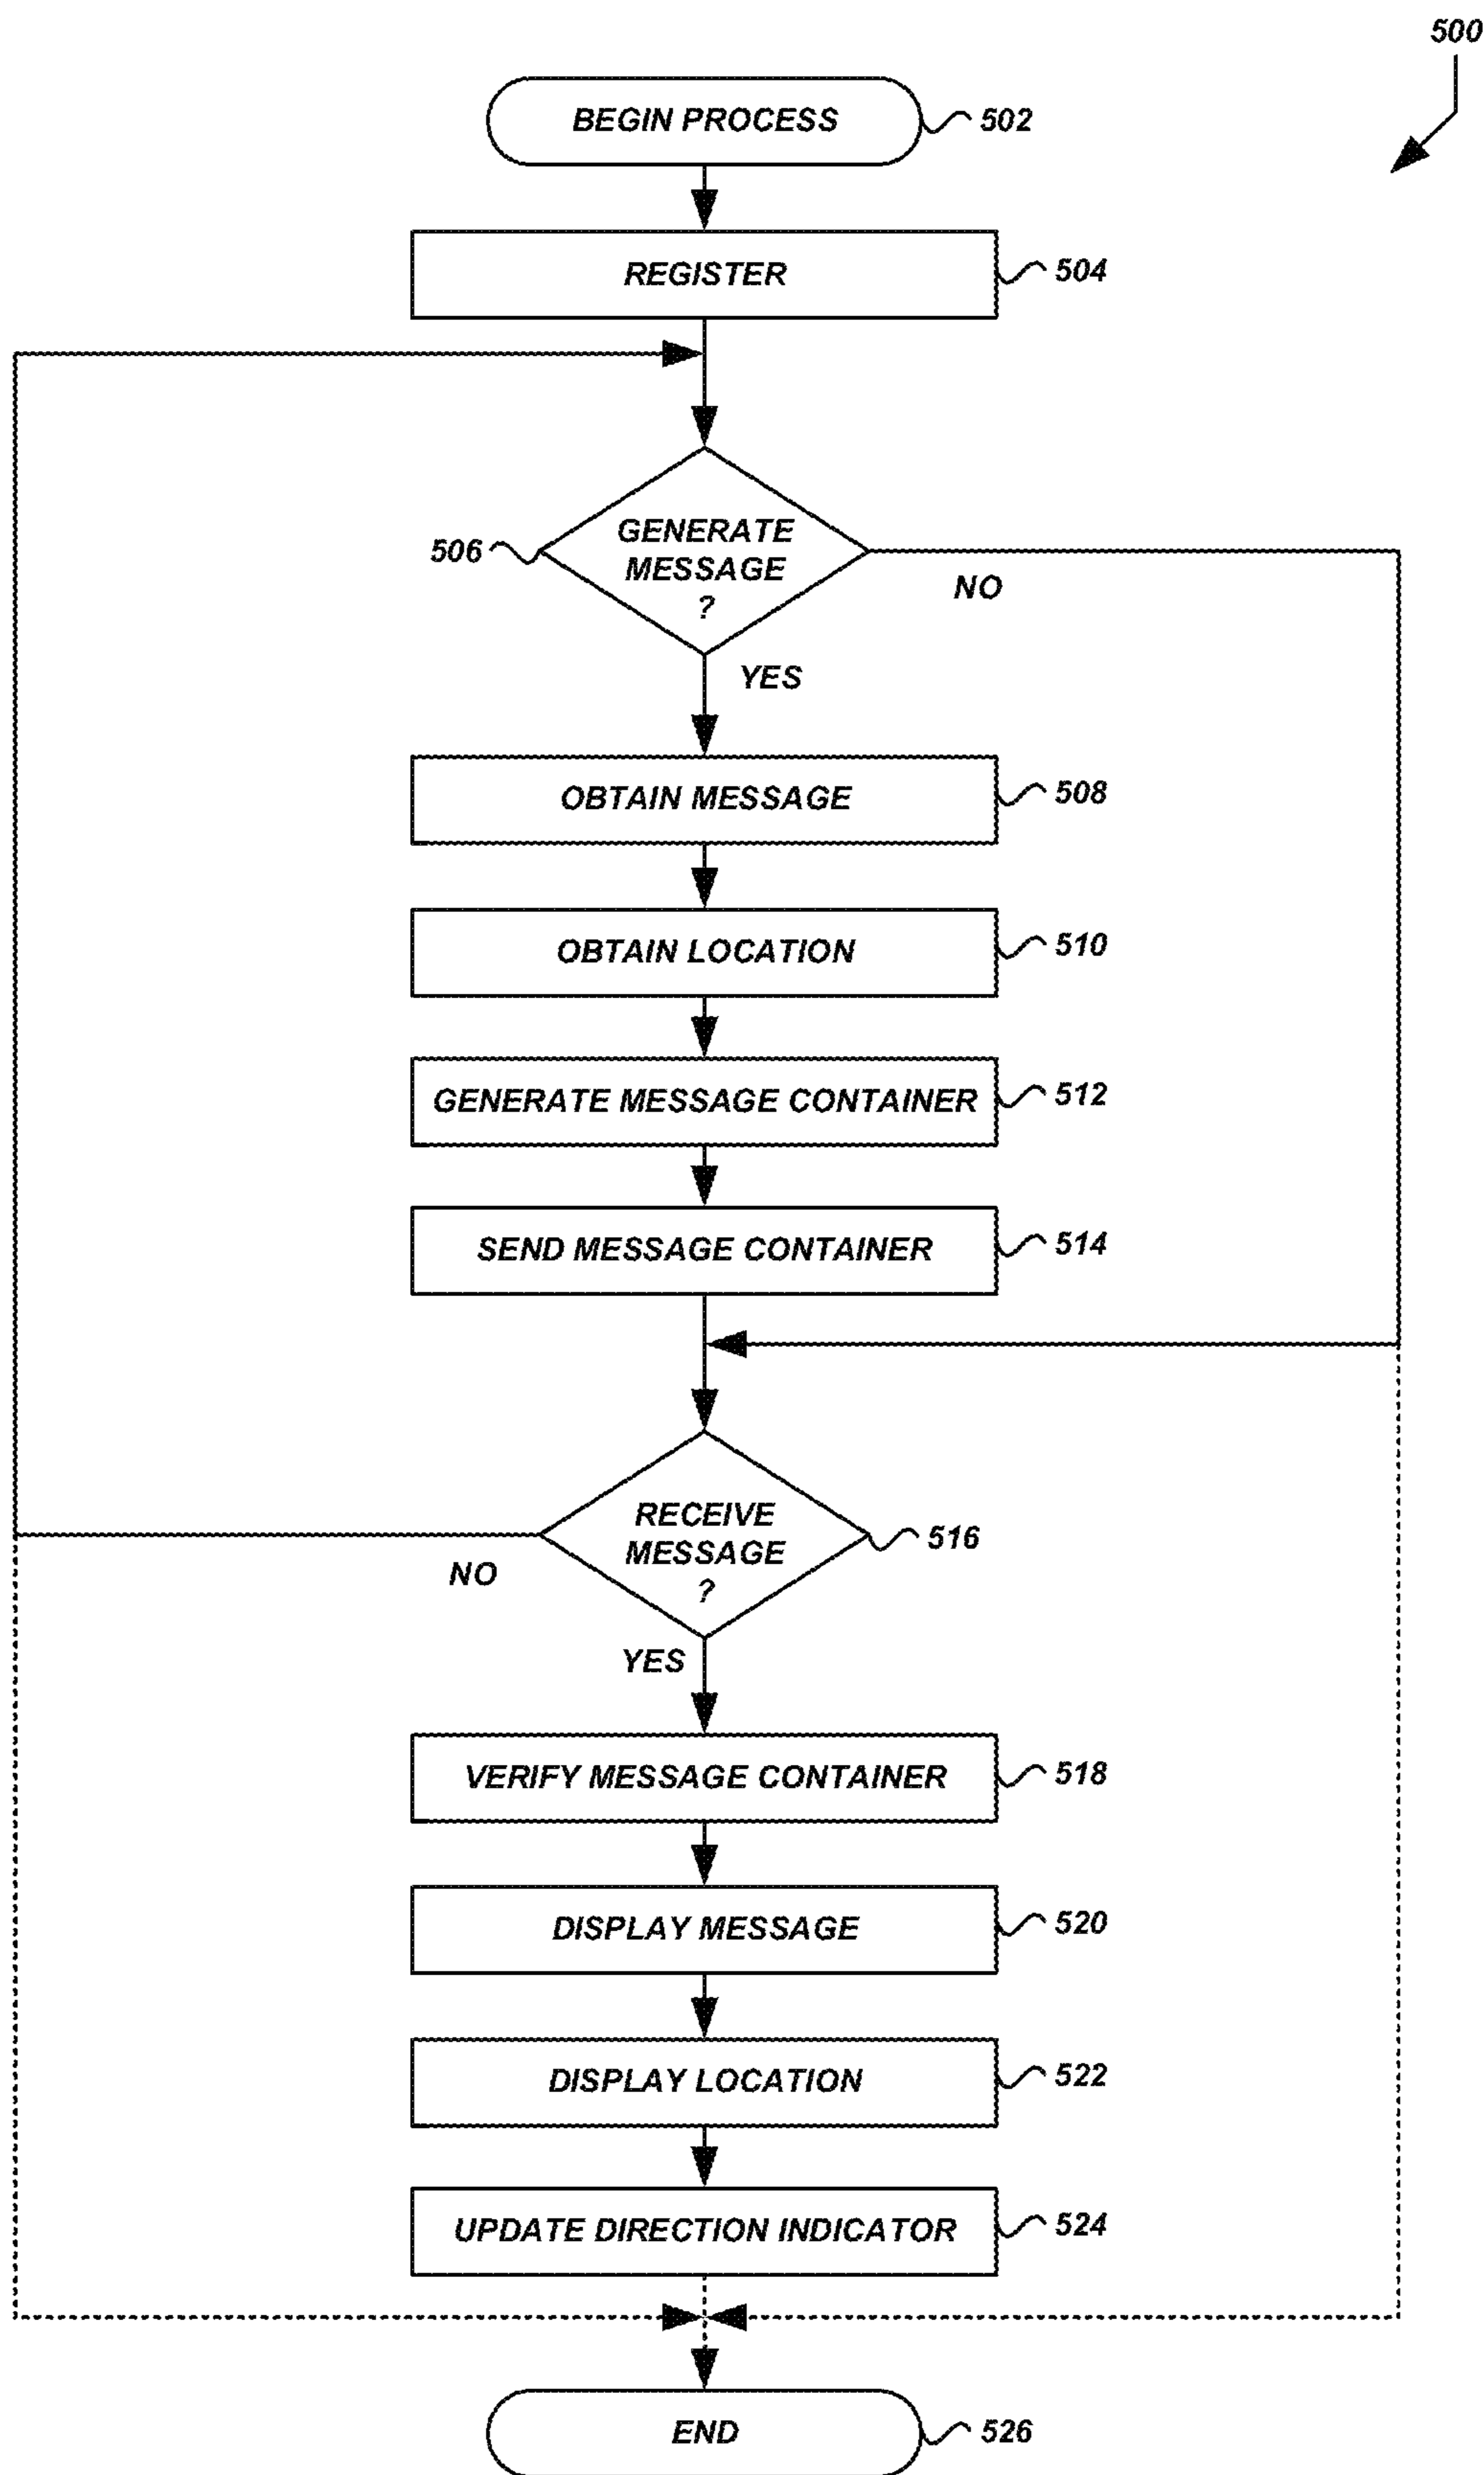 500
BEGIN PROCESS
502
REGISTER
504
506
GENERATE
MESSAGE
?
NO
YES
OBTAIN MESSAGE
508
OBTAIN LOCATION
510
GENERATE MESSAGE CONTAINER
512
SEND MESSAGE CONTAINER
514
RECEIVE
MESSAGE
?
516
NO
YES
VERIFY MESSAGE CONTAINER
518
DISPLAY MESSAGE
520
DISPLAY LOCATION
522
UPDATE DIRECTION INDICATOR
524
END
526